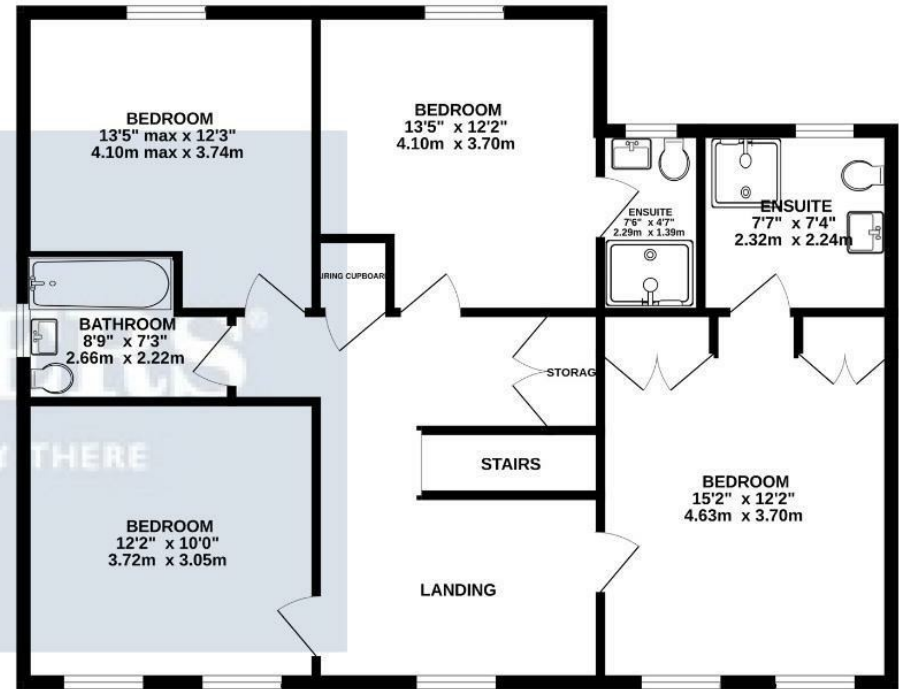 BEDROOM
13'5" max x 12'3"
4.10m max x 3.74m
BEDROOM
13'5" x 12'2"
4.10m x 3.70m
ENSUITE
7'6" x 4'7"
2.29m x 1.39m
ENSUITE
7'7" x 7'4"
2.32m x 2.24m
IRING CUPBOARD
BATHROOM
8'9" x 7'3"
2.66m x 2.22m
STORAG
STAIRS
Y THERE
BEDROOM
15'2" x 12'2"
4.63m x 3.70m
BEDROOM
12'2" x 10'0"
3.72m x 3.05m
LANDING